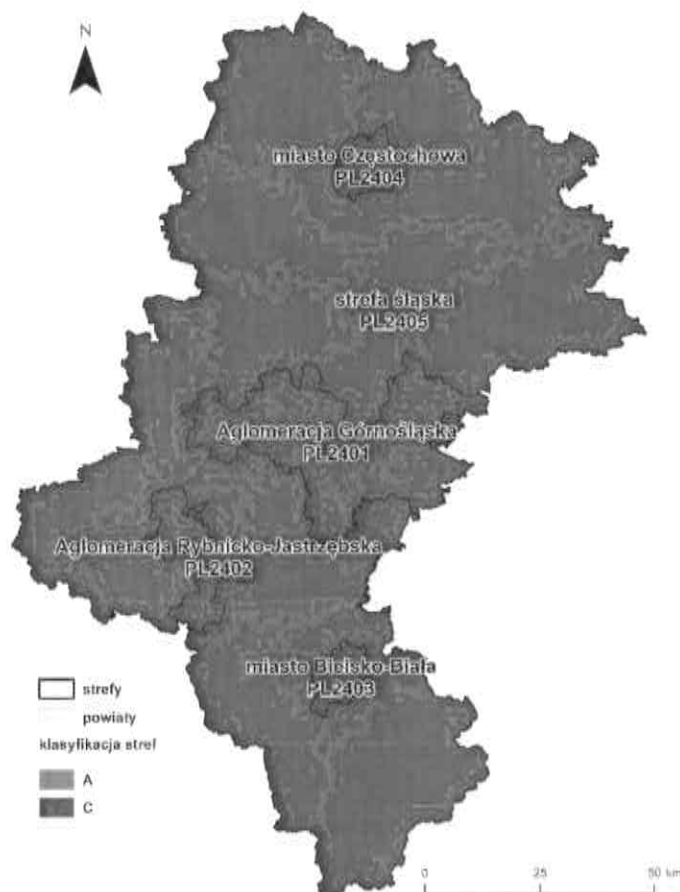 N
miasto Częstochowa
PL2404
strefa śląska
PL2405
Aglomeracja Górnośląska
PL2401
Aglomeracja Rybnicko-Jastrzębska
PL2402
miasto Bielsko-Biała
PL2403
strefy
powiaty
klasyfikacja stref
A
C
0 25 50 km